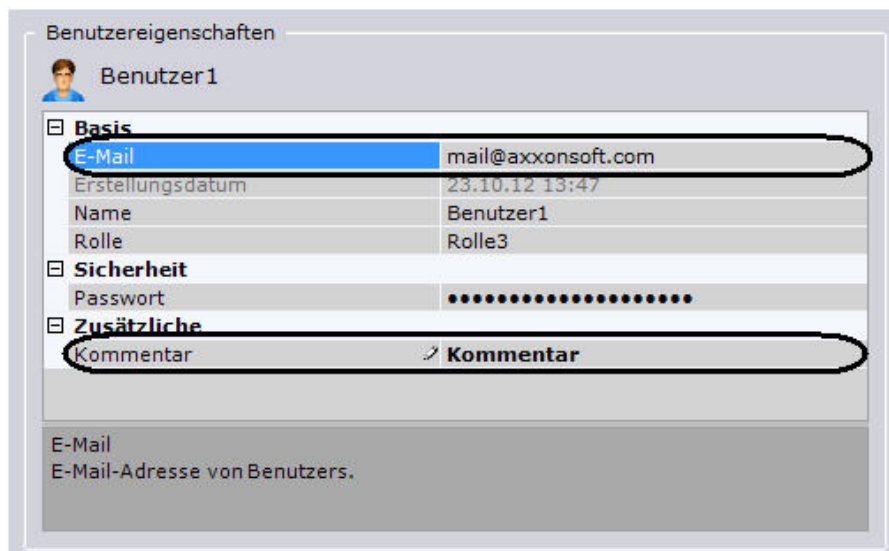 Benutzereigenschaften
Benutzer1
Basis
E-Mail mail@axxonsoft.com
Erstellungsdatum 23.10.12 13:47
Name Benutzer1
Rolle Rolle3
Sicherheit
Passwort ●●●●●●●●●●●●●●●●●●●●
Zusätzliche
Kommentar Kommentar
E-Mail
E-Mail-Adresse von Benutzers.